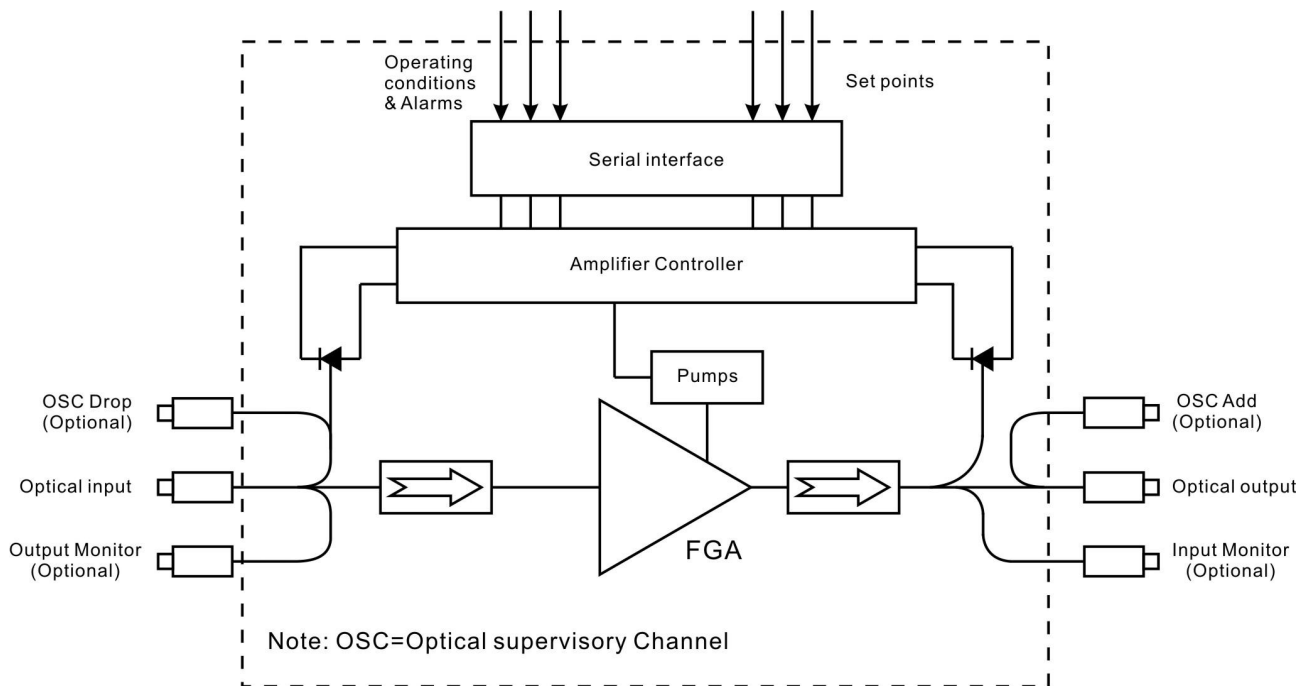 Operating
conditions
& Alarms
Set points
Serial interface
Amplifier Controller
Pumps
OSC Drop
(Optional)
OSC Add
(Optional)
Optical input
Optical output
FGA
Output Monitor
(Optional)
Input Monitor
(Optional)
Note: OSC=Optical supervisory Channel